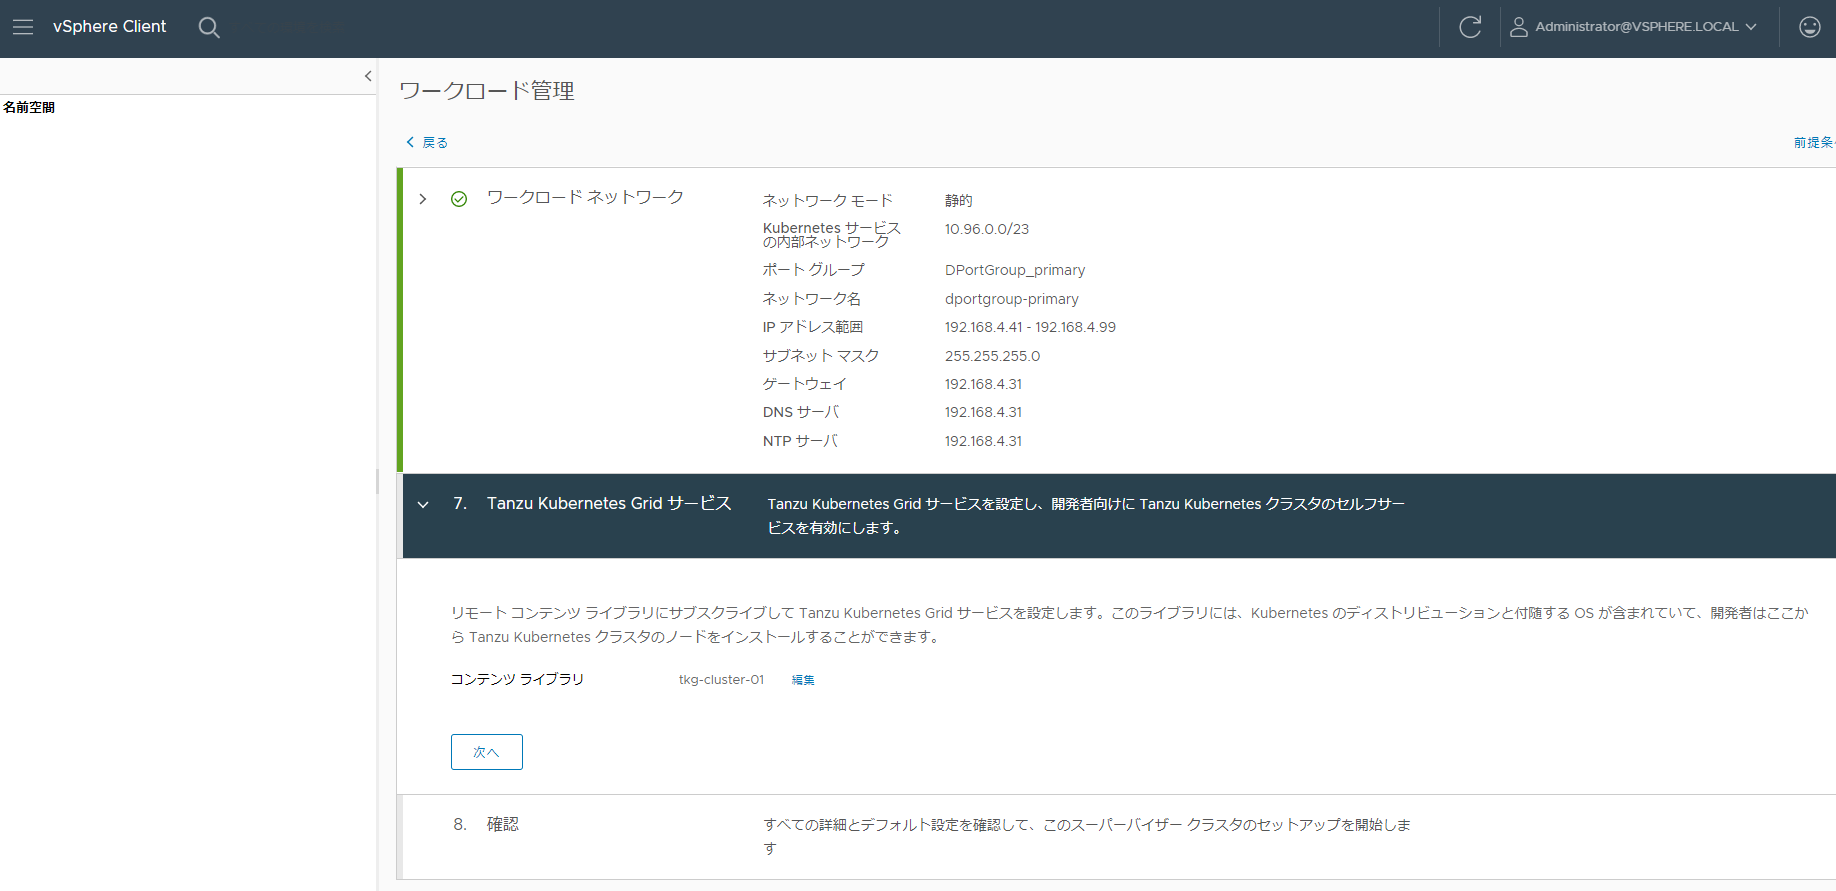 vSphere Client
Administrator@VSPHERE.LOCAL
名前空間
ワークロード管理
戻る
前提条
ワークロード ネットワーク
ネットワーク モード 静的
Kubernetes サービス
の内部ネットワーク
10.96.0.0/23
ポート グループ DPortGroup_primary
ネットワーク名 dportgroup-primary
IP アドレス範囲 192.168.4.41 - 192.168.4.99
サブネット マスク 255.255.255.0
ゲートウェイ 192.168.4.31
DNS サーバ 192.168.4.31
NTP サーバ 192.168.4.31
7. Tanzu Kubernetes Grid サービス
Tanzu Kubernetes Grid サービスを設定し、開発者向けに Tanzu Kubernetes クラスタのセルフサー
ビスを有効にします。
リモート コンテンツ ライブラリにサブスクライブして Tanzu Kubernetes Grid サービスを設定します。このライブラリには、Kubernetes のディストリビューションと付随する OS が含まれていて、開発者はここか
ら Tanzu Kubernetes クラスタのノードをインストールすることができます。
コンテンツ ライブラリ tkg-cluster-01 編集
次へ
8. 確認
すべての詳細とデフォルト設定を確認して、このスーパーバイザー クラスタのセットアップを開始しま
す